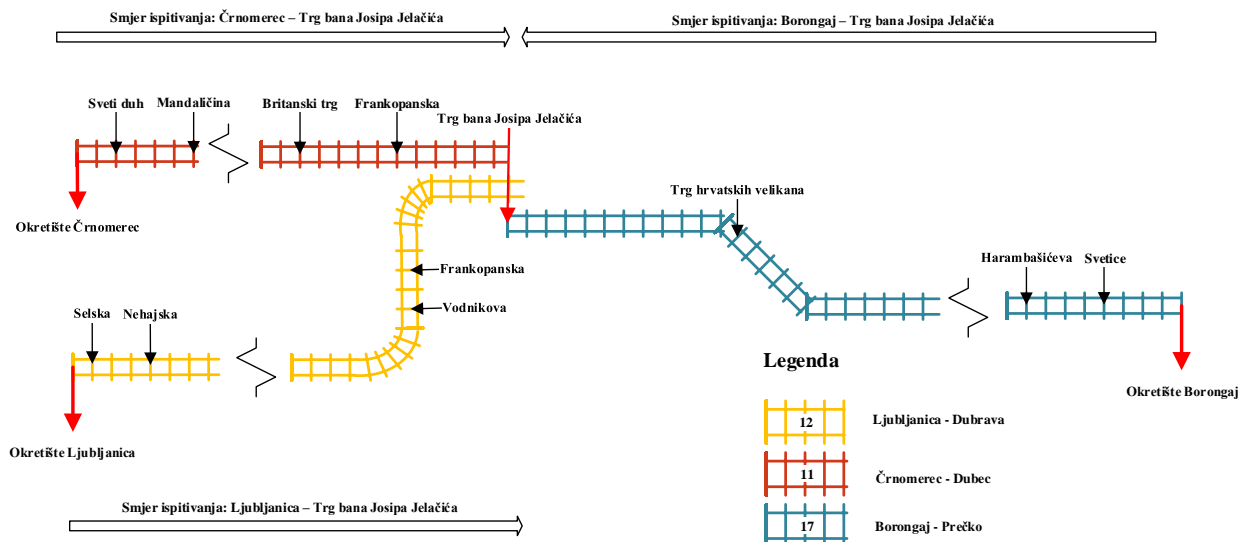 Smjer ispitivanja: Črnomerec – Trg bana Josipa Jelačića
Smjer ispitivanja: Borongaj – Trg bana Josipa Jelačića
Sveti duh
Mandaličina
Britanski trg
Frankopanska
Trg bana Josipa Jelačića
Trg hrvatskih velikana
Okretište Črnomerec
Frankopanska
Harambašićeva
Svetice
Vodnikova
Selska
Nehajska
Legenda
Okretište Borongaj
12
Ljubljanica - Dubrava
Okretište Ljubljanica
11
Črnomerec - Dubec
Smjer ispitivanja: Ljubljanica – Trg bana Josipa Jelačića
17
Borongaj - Prečko